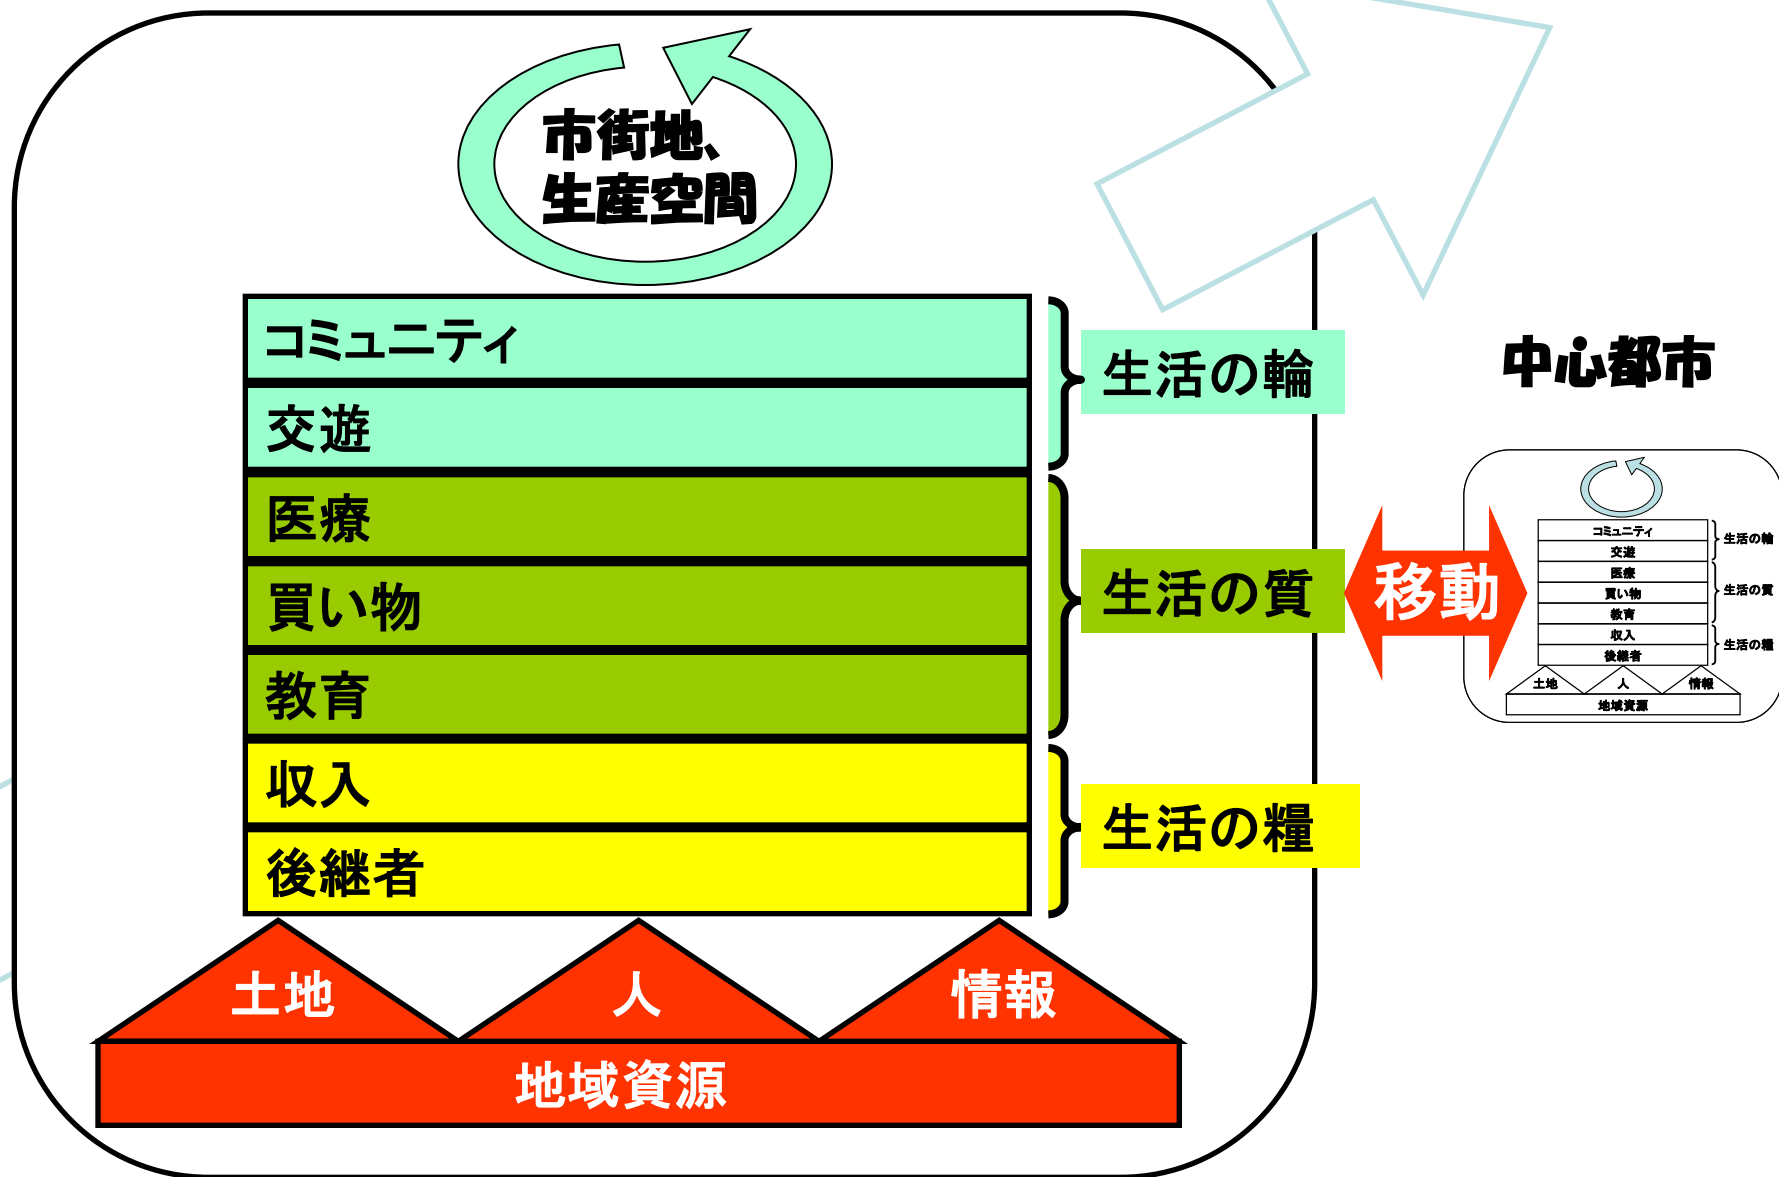 市街地、
生産空間
コミュニティ
交遊
医療
買い物
教育
収入
後継者
生活の輪
生活の質
生活の糧
土地
人
情報
地域資源
移動
中心都市
コミュニティ
交遊
医療
買い物
教育
収入
後継者
生活の輪
生活の質
生活の糧
土地
人
情報
地域資源